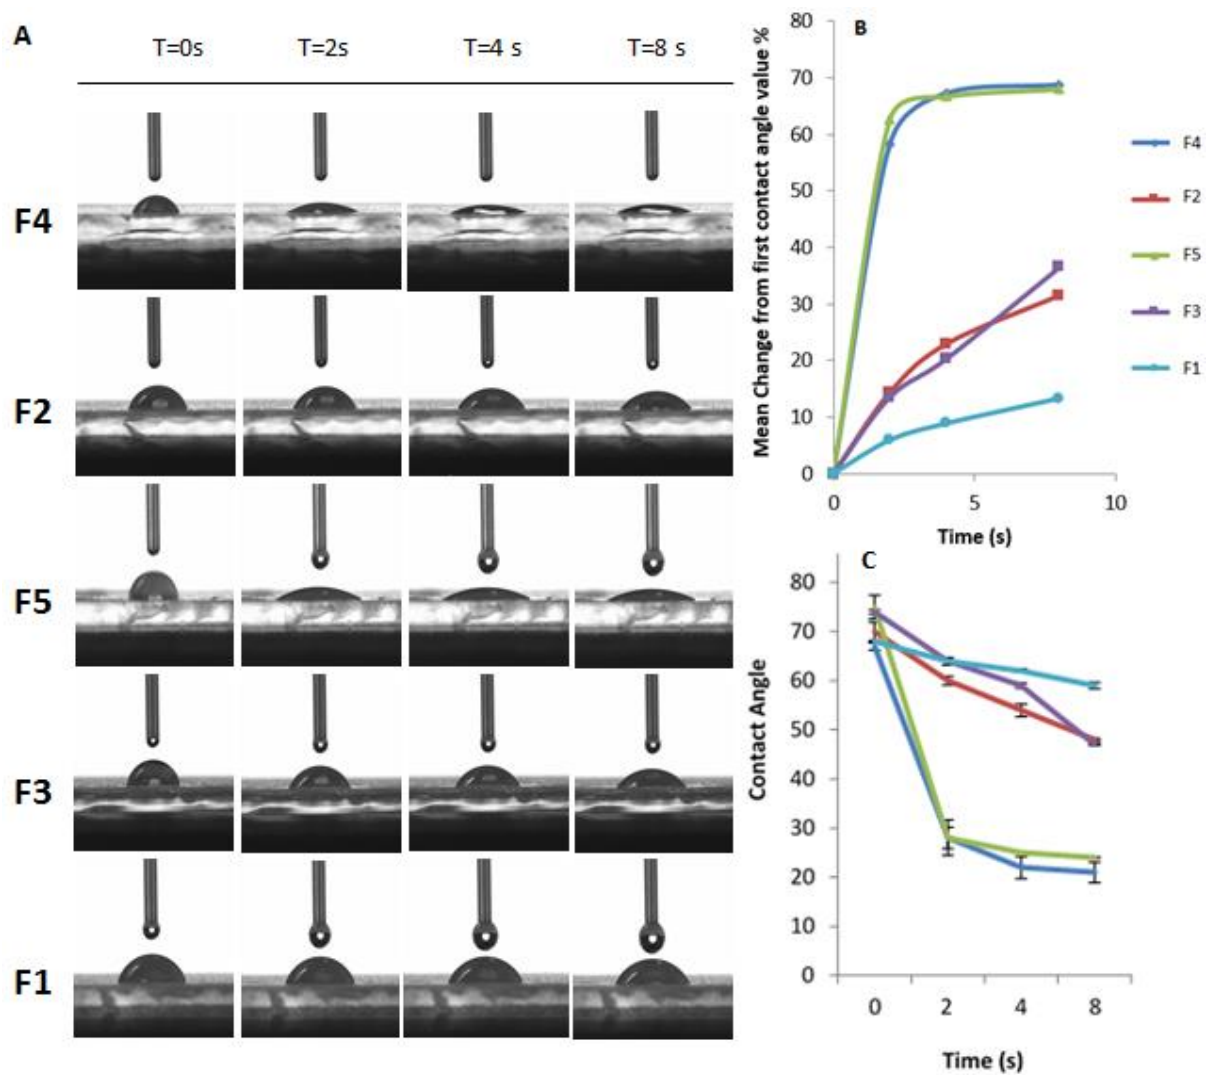 A
T=0s
T=2s
T=4 s
T=8 s
F4
F2
F5
F3
F1
B
Mean Change from first contact angle value %
80
70
60
50
40
30
20
10
0
0
5
10
Time (s)
F4
F2
F5
F3
F1
C
Contact Angle
80
70
60
50
40
30
20
10
0
0
2
4
8
Time (s)